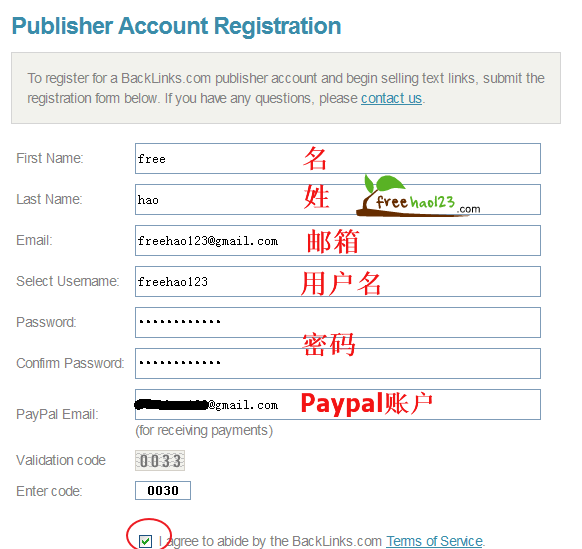 Publisher Account Registration
To register for a BackLinks.com publisher account and begin selling text links, submit the
registration form below. If you have any questions, please contact us.
First Name: free 名
Last Name: hao 姓 freehao123.com
Email: freehao123@gmail.com 邮箱
Select Username: freehao123 用户名
Password: ••••••••••••
密码
Confirm Password: ••••••••••••
PayPal Email: @gmail.com Paypal账户
(for receiving payments)
Validation code 0033
Enter code: 0030
I agree to abide by the BackLinks.com Terms of Service.